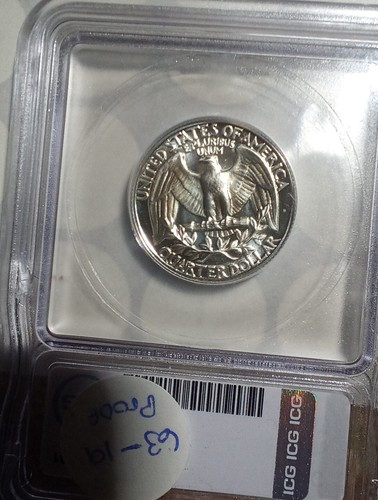 UNITED STATES OF AMERICA
E PLURIBUS
UNUM
QUARTER DOLLAR
63-19
Proof
ICG ICG ICG